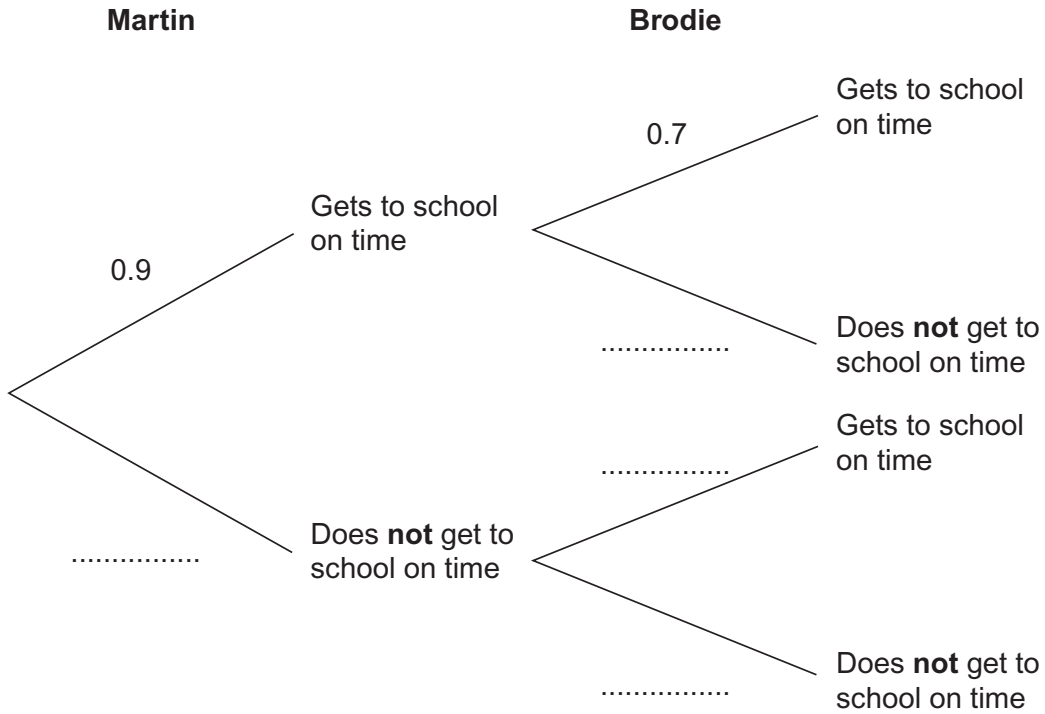 Martin
Brodie
Gets to school
on time
0.7
Gets to school
on time
0.9
Does not get to
school on time
................
Gets to school
on time
................
Does not get to
school on time
................
Does not get to
school on time
................